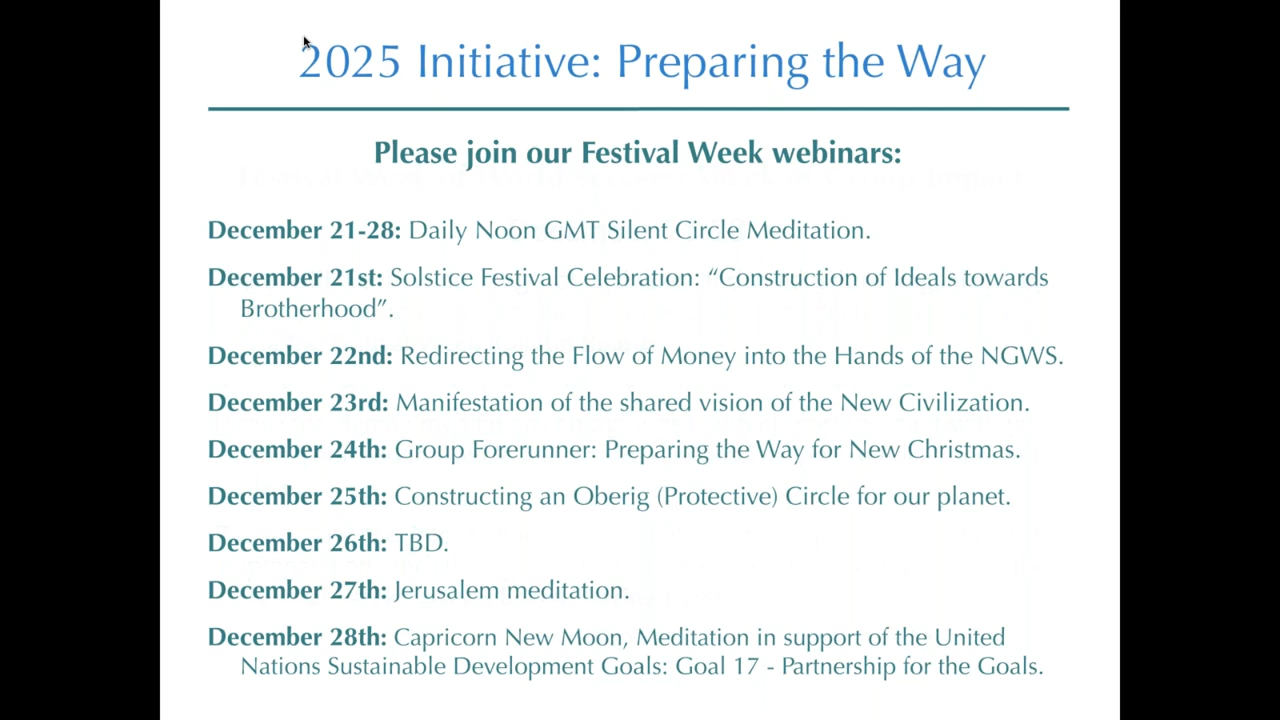 2025 Initiative: Preparing the Way
Please join our Festival Week webinars:
December 21-28: Daily Noon GMT Silent Circle Meditation.
December 21st: Solstice Festival Celebration: “Construction of Ideals towards
Brotherhood”.
December 22nd: Redirecting the Flow of Money into the Hands of the NGWS.
December 23rd: Manifestation of the shared vision of the New Civilization.
December 24th: Group Forerunner: Preparing the Way for New Christmas.
December 25th: Constructing an Oberig (Protective) Circle for our planet.
December 26th: TBD.
December 27th: Jerusalem meditation.
December 28th: Capricorn New Moon, Meditation in support of the United
Nations Sustainable Development Goals: Goal 17 - Partnership for the Goals.